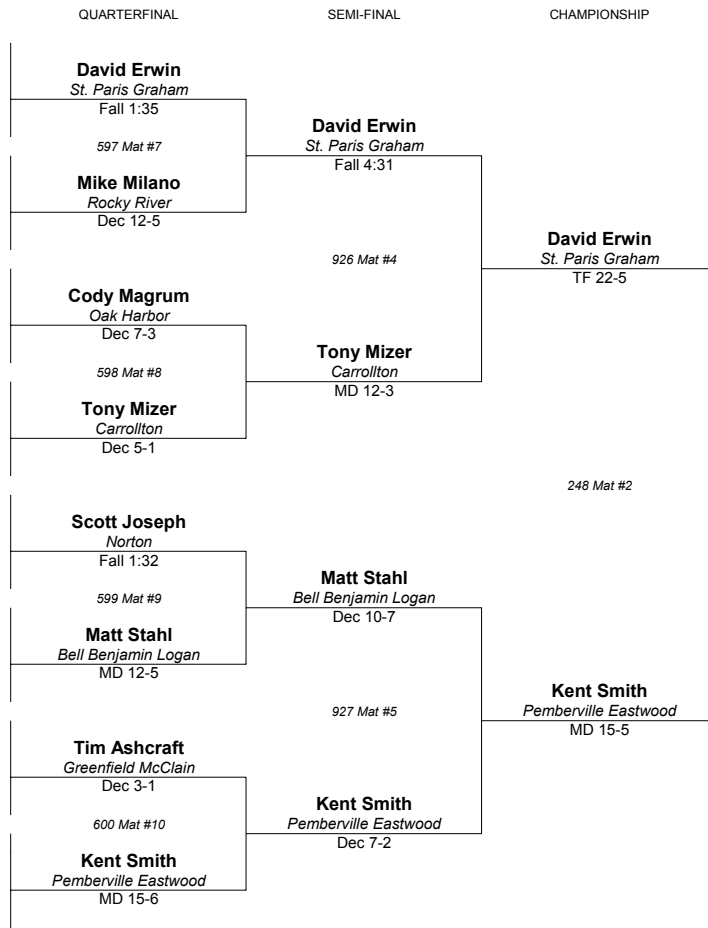 QUARTERFINAL
SEMI-FINAL
CHAMPIONSHIP
David Erwin
St. Paris Graham
Fall 1:35
597 Mat #7
Mike Milano
Rocky River
Dec 12-5
Cody Magrum
Oak Harbor
Dec 7-3
598 Mat #8
Tony Mizer
Carrollton
Dec 5-1
Scott Joseph
Norton
Fall 1:32
599 Mat #9
Matt Stahl
Bell Benjamin Logan
MD 12-5
Tim Ashcraft
Greenfield McClain
Dec 3-1
600 Mat #10
Kent Smith
Pemberville Eastwood
MD 15-6
David Erwin
St. Paris Graham
Fall 4:31
926 Mat #4
Tony Mizer
Carrollton
MD 12-3
Matt Stahl
Bell Benjamin Logan
Dec 10-7
927 Mat #5
Kent Smith
Pemberville Eastwood
Dec 7-2
David Erwin
St. Paris Graham
TF 22-5
248 Mat #2
Kent Smith
Pemberville Eastwood
MD 15-5